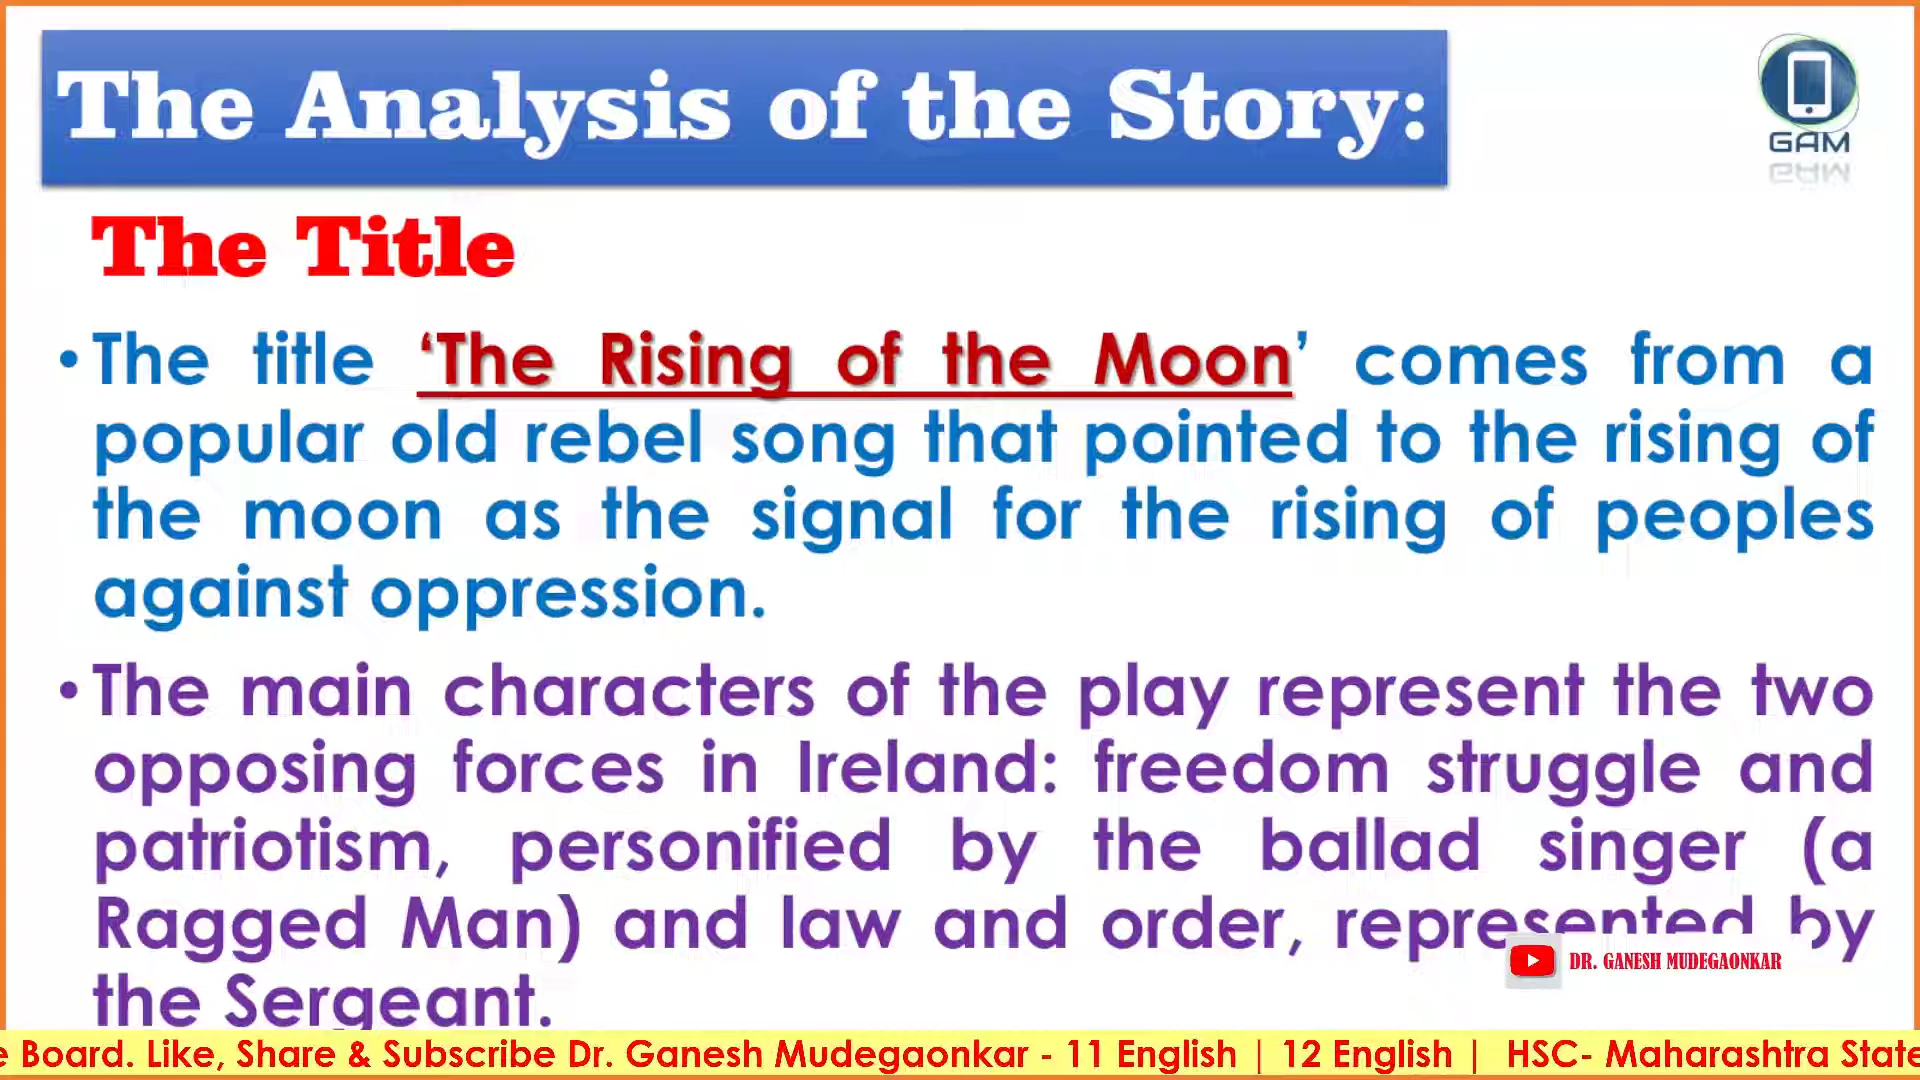 The Analysis of the Story:
GAM
The Title
• The title ‘The Rising of the Moon’ comes from a
popular old rebel song that pointed to the rising of
the moon as the signal for the rising of peoples
against oppression.
• The main characters of the play represent the two
opposing forces in Ireland: freedom struggle and
patriotism, personified by the ballad singer (a
Ragged Man) and law and order, represented by
the Sergeant.
DR. GANESH MUDEGAONKAR
e Board. Like, Share & Subscribe Dr. Ganesh Mudegaonkar - 11 English | 12 English | HSC- Maharashtra State